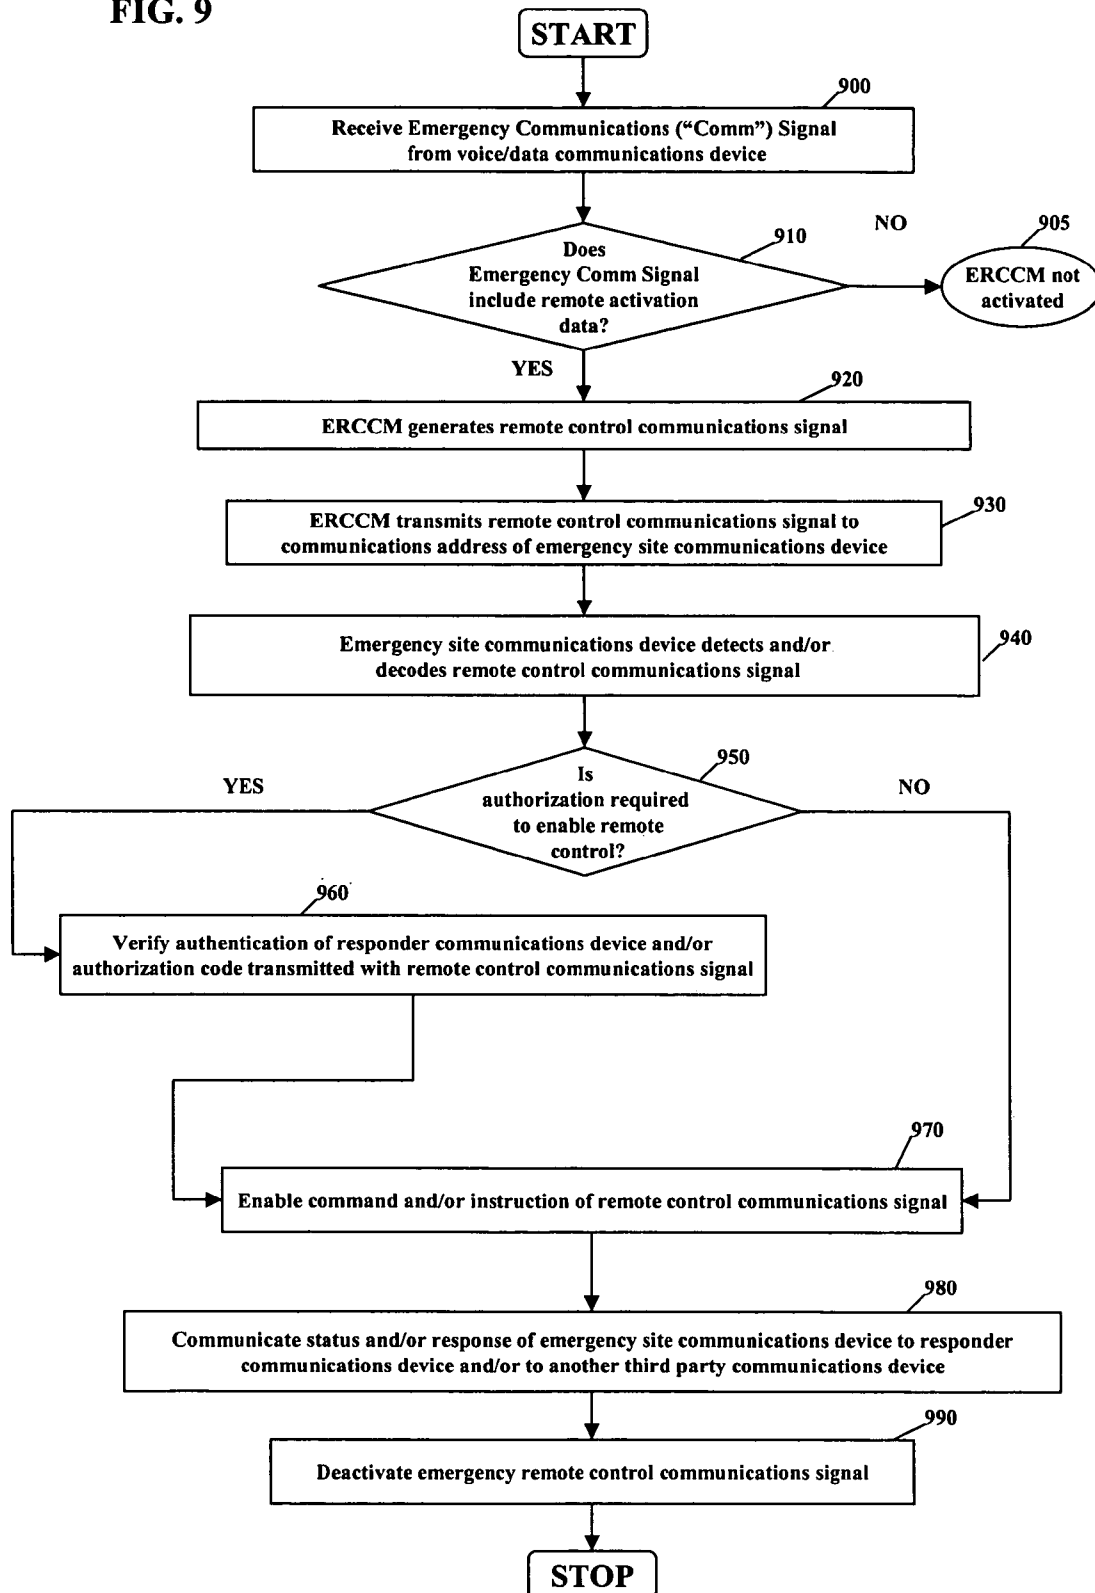 FIG. 9
START
900
Receive Emergency Communications (“Comm”) Signal
from voice/data communications device
910
NO
905
Does
Emergency Comm Signal
include remote activation
data?
ERCCM not
activated
YES
920
ERCCM generates remote control communications signal
930
ERCCM transmits remote control communications signal to
communications address of emergency site communications device
940
Emergency site communications device detects and/or
decodes remote control communications signal
950
YES
NO
Is
authorization required
to enable remote
control?
960
Verify authentication of responder communications device and/or
authorization code transmitted with remote control communications signal
970
Enable command and/or instruction of remote control communications signal
980
Communicate status and/or response of emergency site communications device to responder
communications device and/or to another third party communications device
990
Deactivate emergency remote control communications signal
STOP